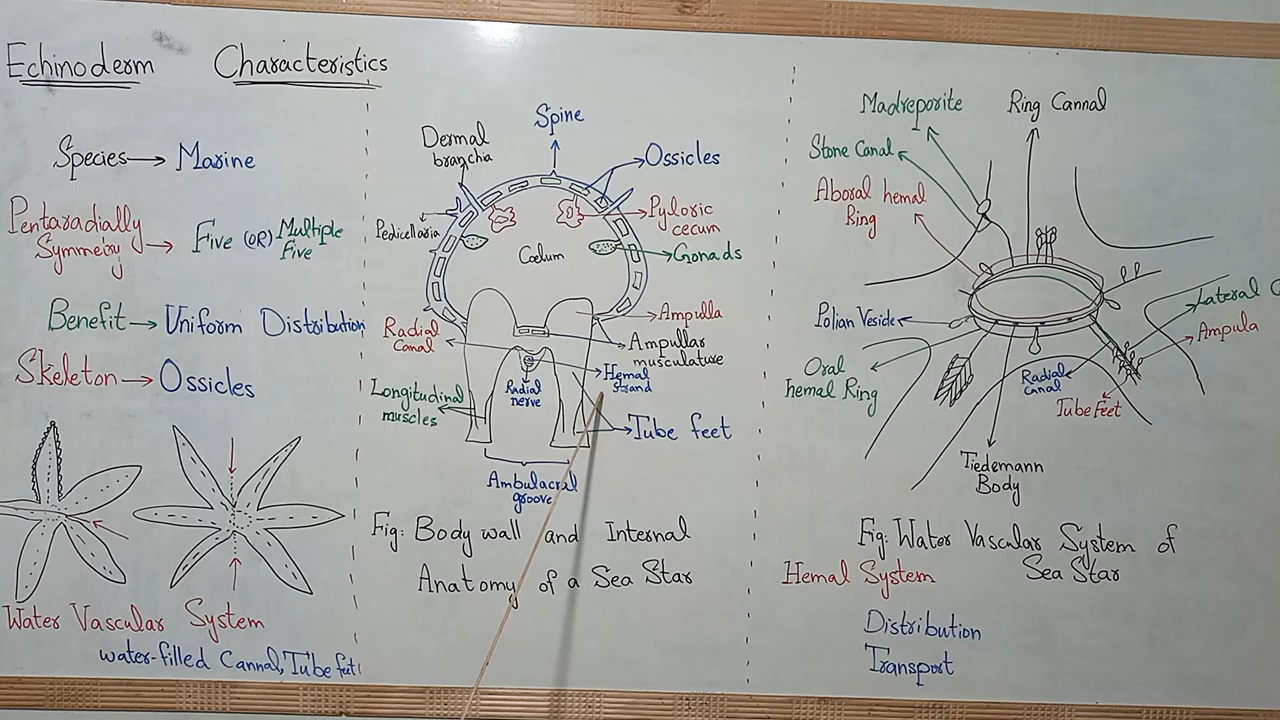 Echinoderm Characteristics
Species → Marine
Pentaradially
Symmetry → Five (OR) Multiple
Five
Benefit → Uniform Distribution
Skeleton → Ossicles
Water Vascular System
water-filled Cannal, Tube feet
Spine
Dermal
branchia
Ossicles
Pedicellaria
Pyloric
cecum
Coelum
Gonads
Ampulla
Radial
Canal
Ampullar
musculature
Hemal
strand
Radial
nerve
Longitudinal
muscles
Tube feet
Ambulacral
groove
Fig: Body wall and Internal
Anatomy of a Sea Star
Madreporite
Ring Cannal
Stone Canal
Aboral hemal
Ring
Lateral C
Polian Veside
Ampula
Oral
hemal Ring
Radial
canal
Tube Feet
Tiedemann
Body
Fig: Water Vascular System of
Sea Star
Hemal System
Distribution
Transport